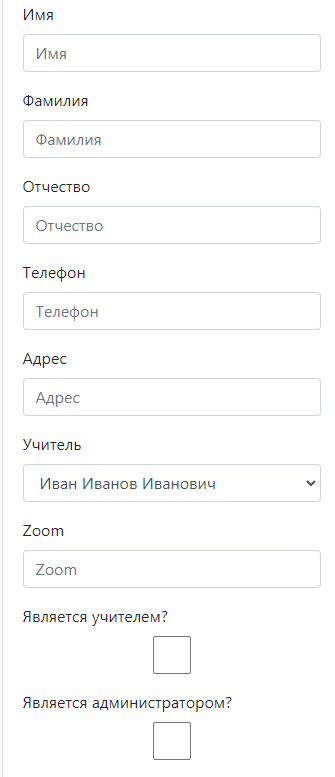 Имя
Имя
Фамилия
Фамилия
Отчество
Отчество
Телефон
Телефон
Адрес
Адрес
Учитель
Иван Иванов Иванович
Zoom
Zoom
Является учителем?
Является администратором?